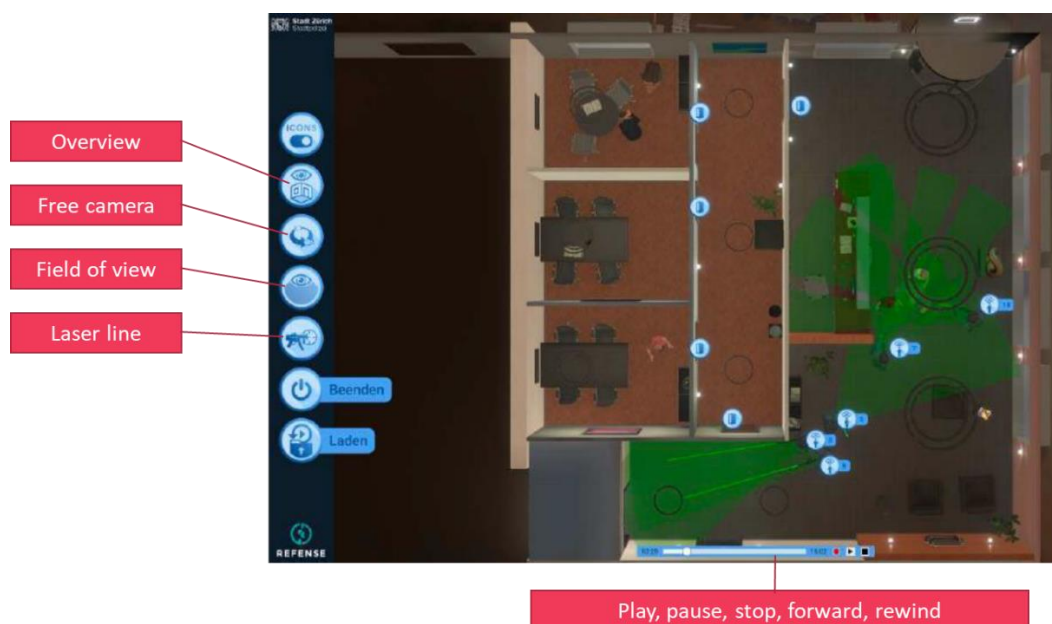 Stadt Zürich
Stadtpolizei
ICONS
Overview
Free camera
Field of view
Laser line
Beenden
Laden
REFENSE
Play, pause, stop, forward, rewind